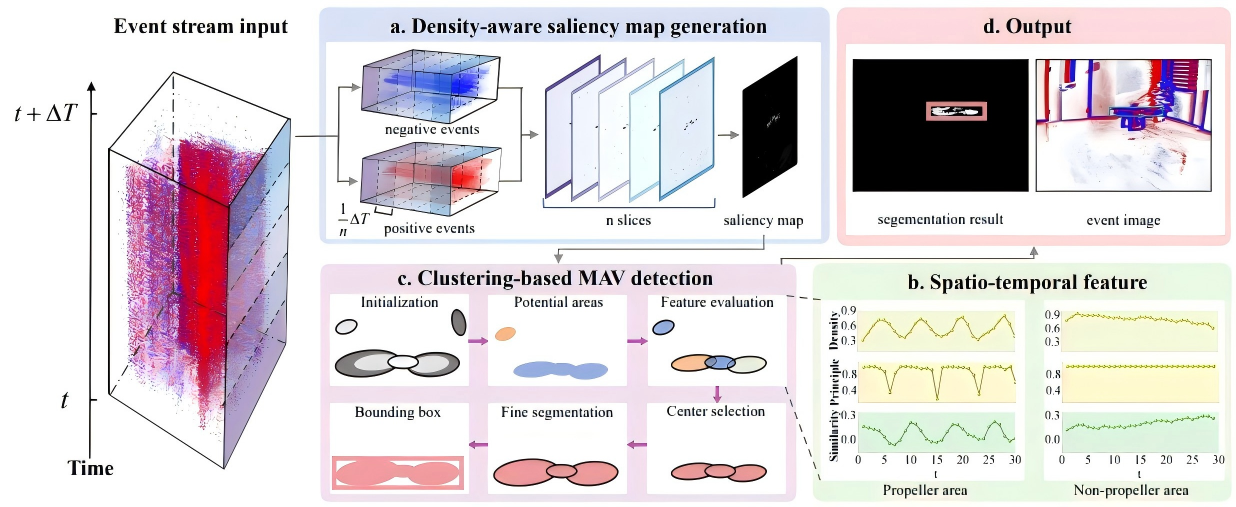 Event stream input
t + ΔT
t
Time
a. Density-aware saliency map generation
negative events
positive events
1/n ΔT
n slices
saliency map
d. Output
segementation result
event image
c. Clustering-based MAV detection
Initialization
Potential areas
Feature evaluation
Bounding box
Fine segmentation
Center selection
b. Spatio-temporal feature
Density
0.9
0.6
0.3
0.9
0.6
0.3
Principle
0.8
0.4
0.8
0.4
Similarity
0.3
0.0
0.3
0.0
0 5 10 15 20 25 30
0 5 10 15 20 25 30
t
t
Propeller area
Non-propeller area